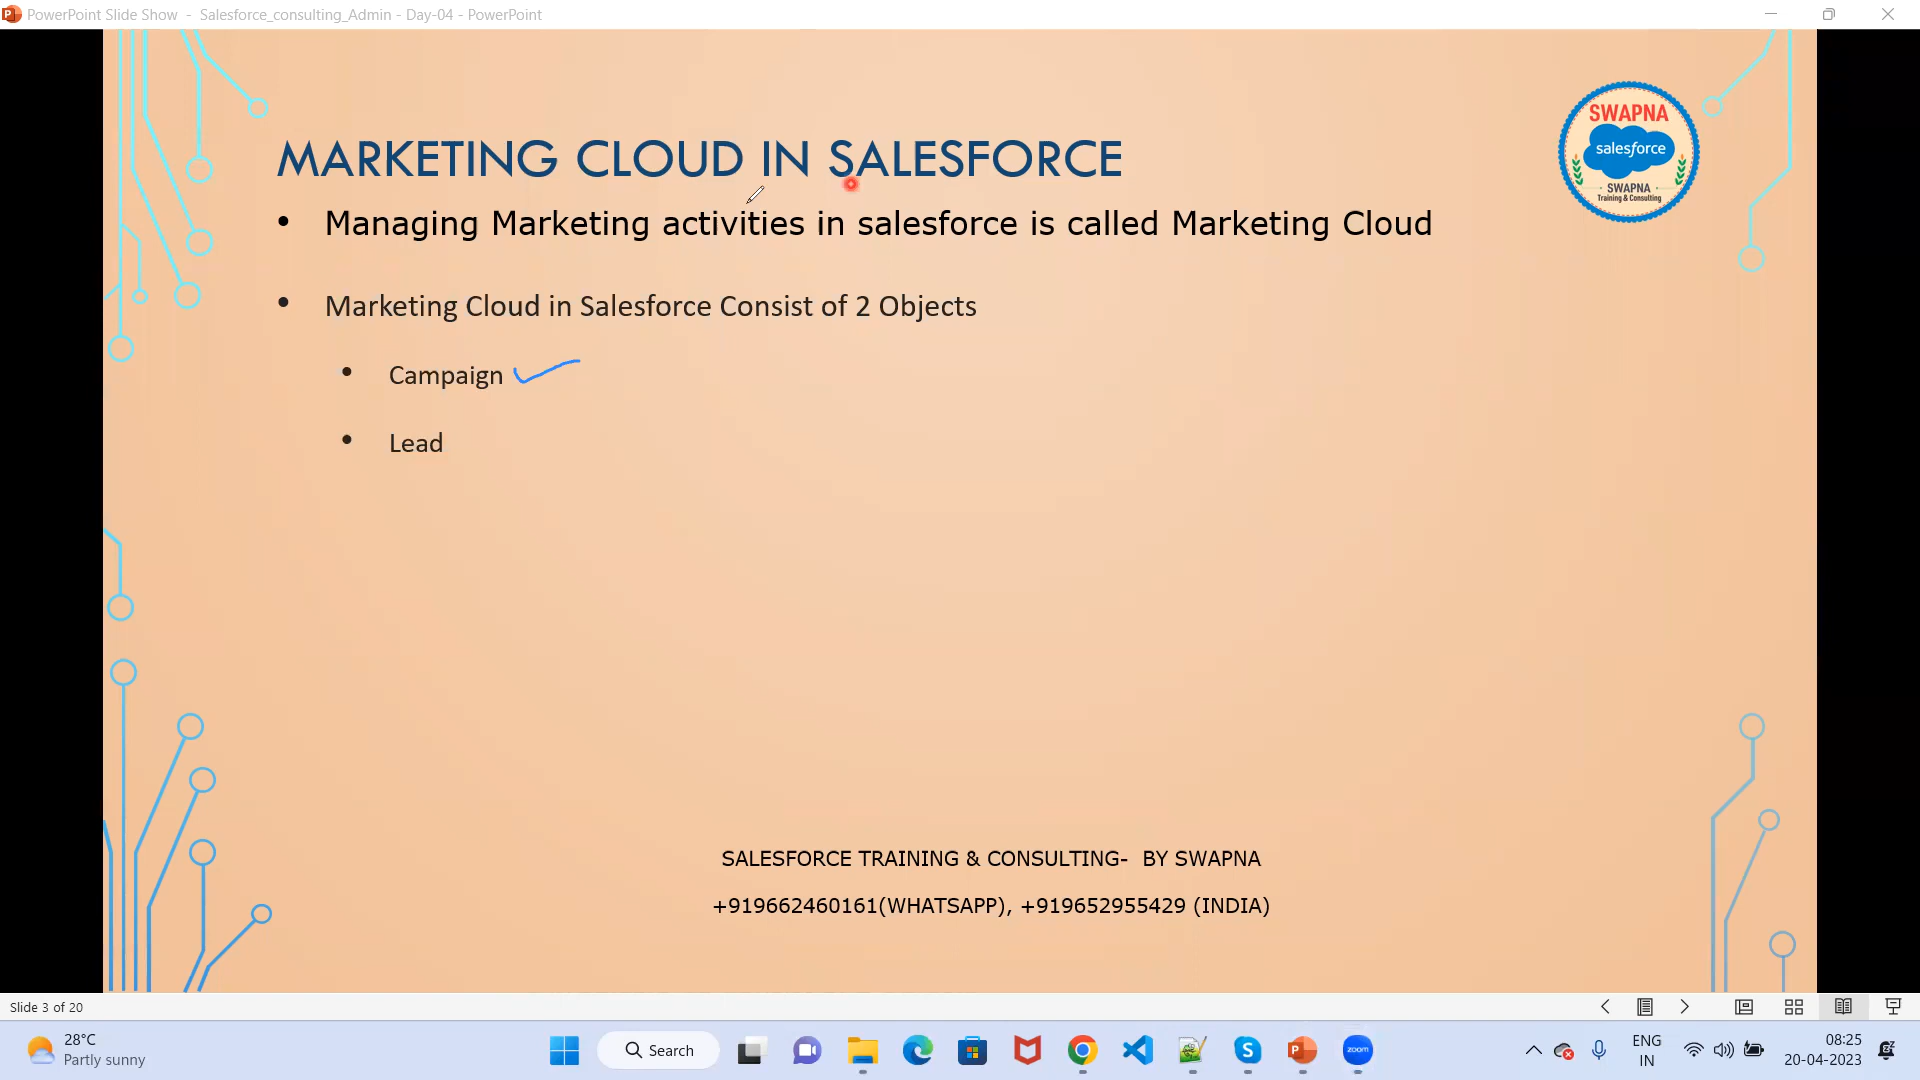 PowerPoint Slide Show - Salesforce_consulting_Admin - Day-04 - PowerPoint
MARKETING CLOUD IN SALESFORCE
SWAPNA
salesforce
SWAPNA
Training & Consulting
• Managing Marketing activities in salesforce is called Marketing Cloud
• Marketing Cloud in Salesforce Consist of 2 Objects
• Campaign
• Lead
SALESFORCE TRAINING & CONSULTING- BY SWAPNA
+919662460161(WHATSAPP), +919652955429 (INDIA)
Slide 3 of 20
28°C
Partly sunny
Search
zoom
ENG
IN
08:25
20-04-2023